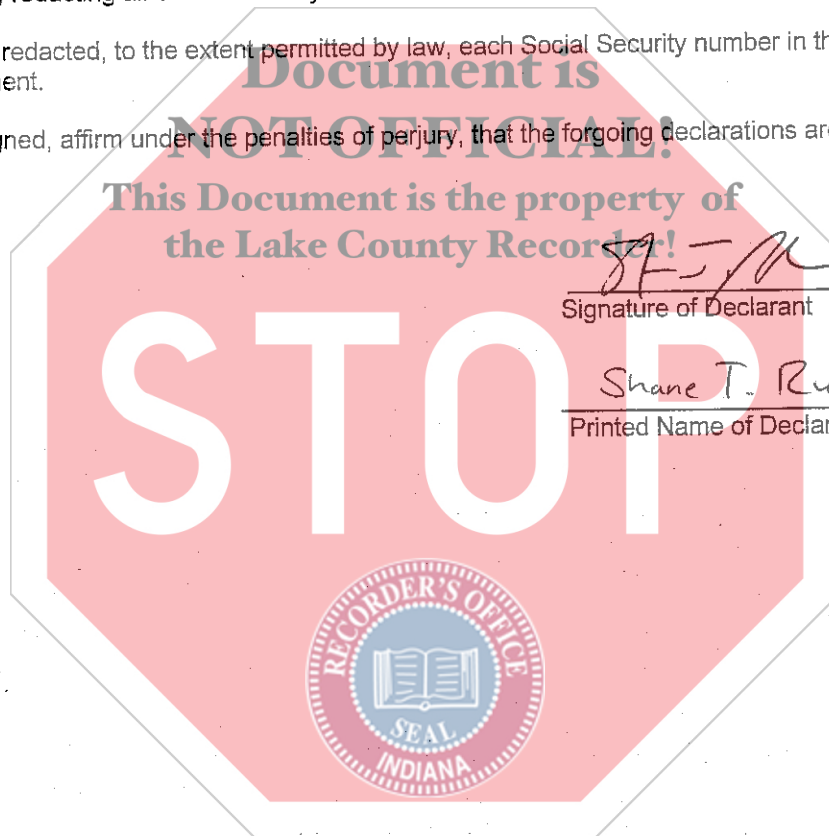 redacted, to the extent permitted by law, each Social Security number in th
ent.
Document is
gned, affirm under the penalties of perjury, that the forgoing declarations are
NOT OFFICIAL!
This Document is the property of
the Lake County Recorder!
Signature of Declarant
Shane T. Ru
Printed Name of Declar
STOP
RECORDER'S OFFICE
SEAL
INDIANA